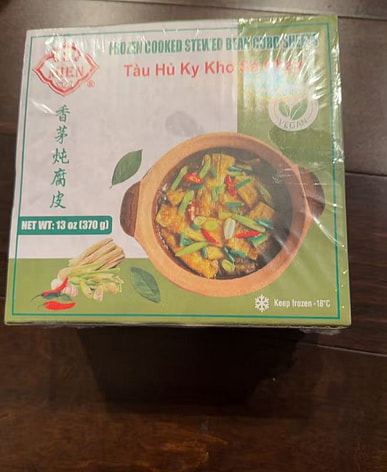 HIEN
®
FROZEN COOKED STEWED BEANCURD SHEETS
Tàu Hủ Ky Kho
VEGAN
香茅炖腐皮
NET WT: 13 oz (370 g)
Keep frozen -18°C